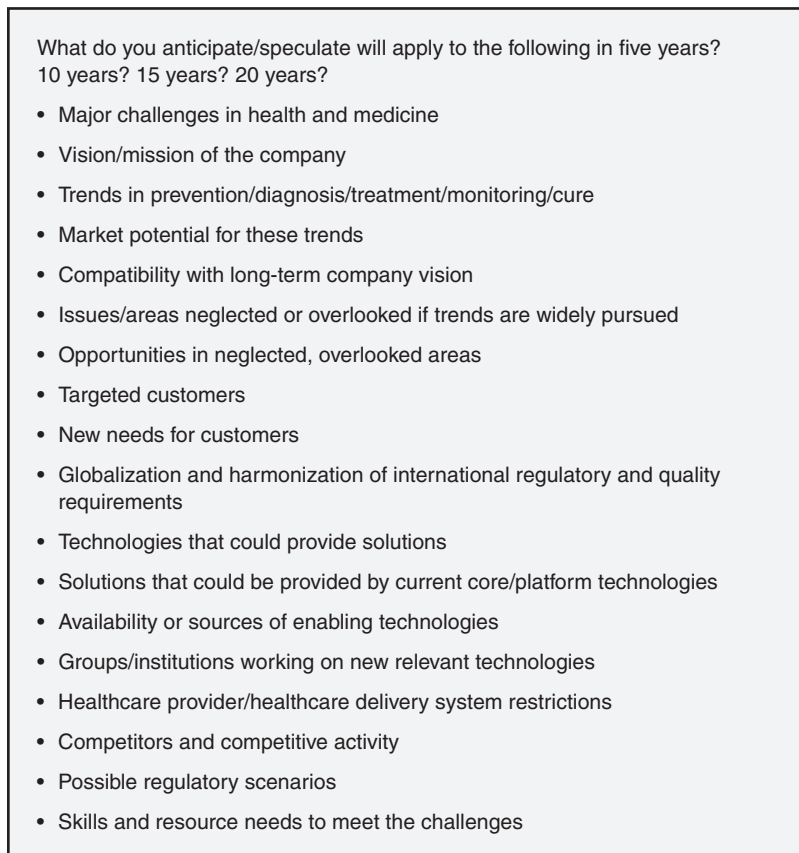 What do you anticipate/speculate will apply to the following in five years?
10 years? 15 years? 20 years?
• Major challenges in health and medicine
• Vision/mission of the company
• Trends in prevention/diagnosis/treatment/monitoring/cure
• Market potential for these trends
• Compatibility with long-term company vision
• Issues/areas neglected or overlooked if trends are widely pursued
• Opportunities in neglected, overlooked areas
• Targeted customers
• New needs for customers
• Globalization and harmonization of international regulatory and quality
requirements
• Technologies that could provide solutions
• Solutions that could be provided by current core/platform technologies
• Availability or sources of enabling technologies
• Groups/institutions working on new relevant technologies
• Healthcare provider/healthcare delivery system restrictions
• Competitors and competitive activity
• Possible regulatory scenarios
• Skills and resource needs to meet the challenges